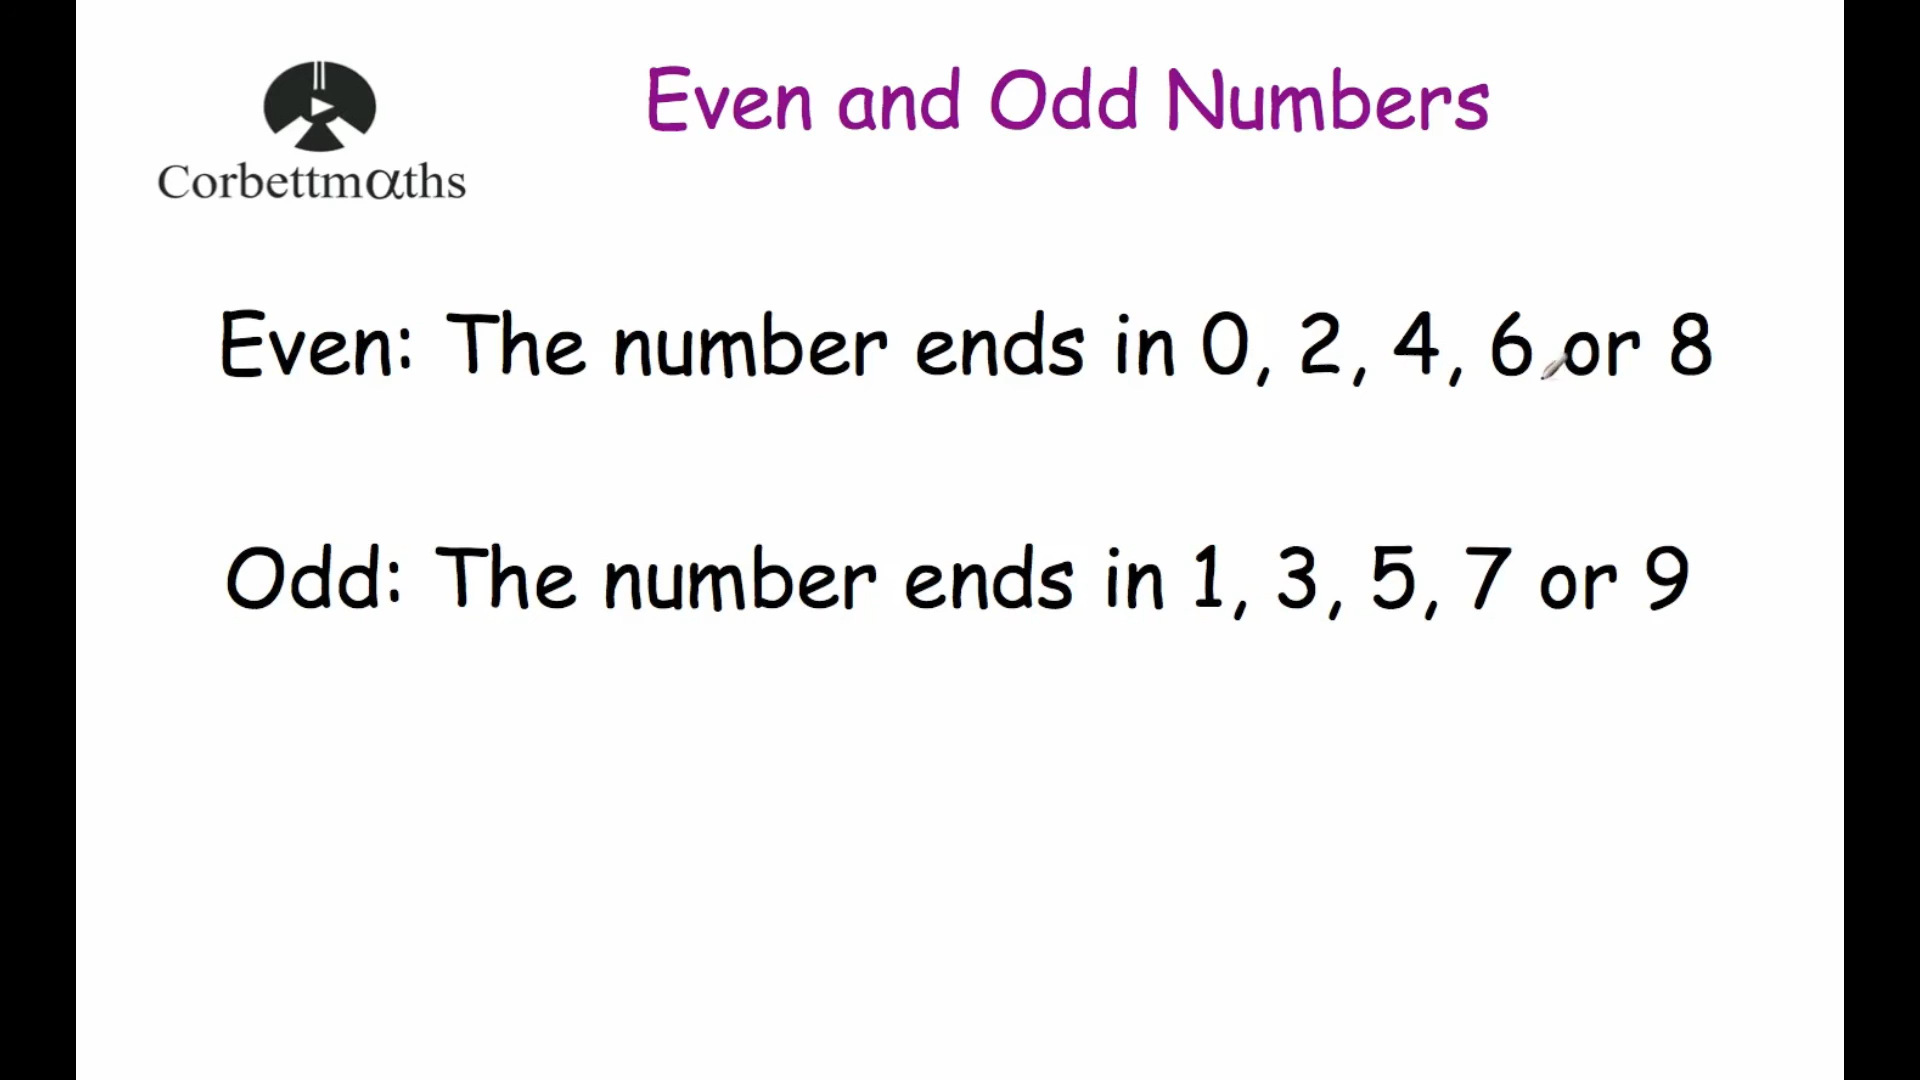 Even and Odd Numbers
Corbettmαths
Even: The number ends in 0, 2, 4, 6 or 8
Odd: The number ends in 1, 3, 5, 7 or 9